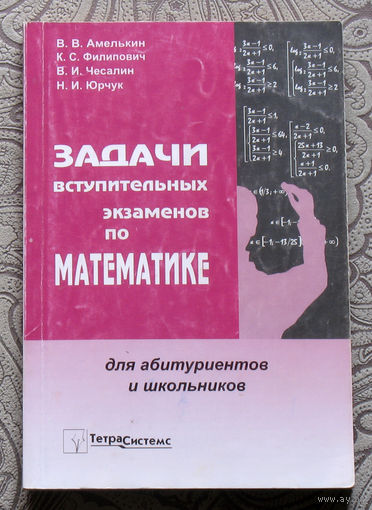 В. В. Амелькин
К. С. Филипович
В. И. Чесалин
Н. И. Юрчук
ЗАДАЧИ
ВСТУПИТЕЛЬНЫХ
ЭКЗАМЕНОВ
ПО
МАТЕМАТИКЕ
для абитуриентов
и школьников
ТетраСистемс